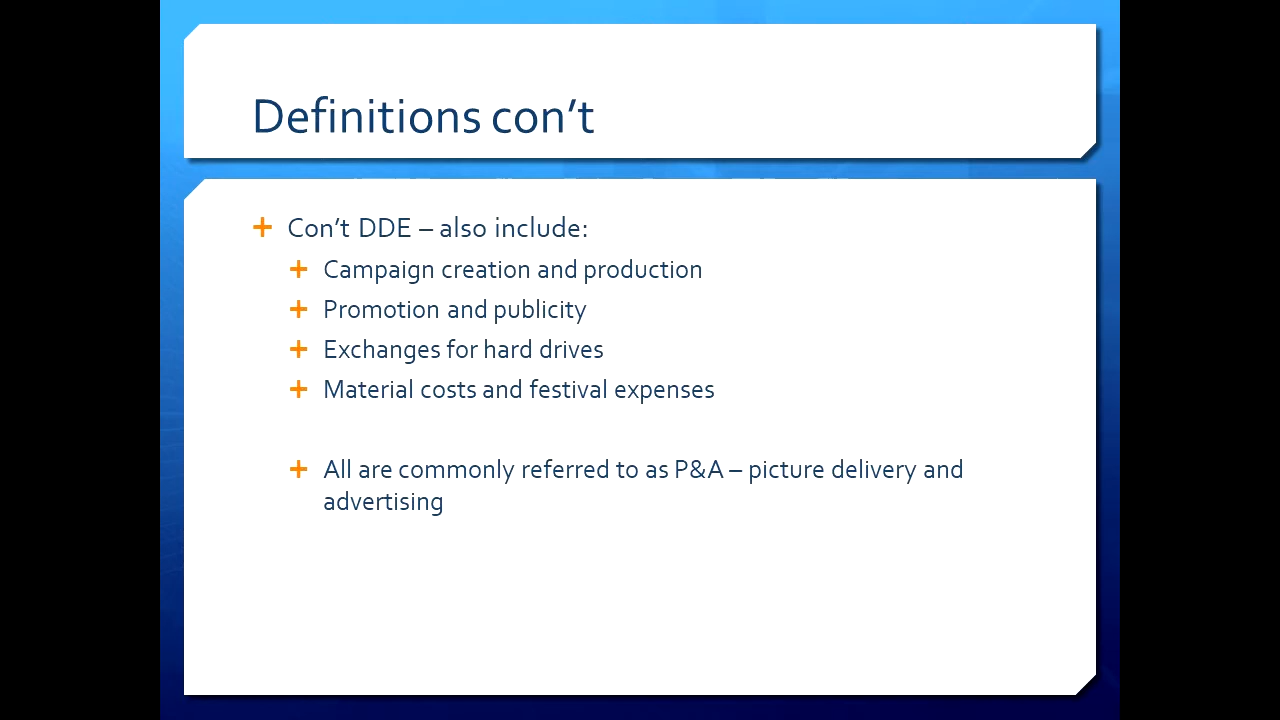 Definitions con’t
Con’t DDE – also include:
Campaign creation and production
Promotion and publicity
Exchanges for hard drives
Material costs and festival expenses
All are commonly referred to as P&A – picture delivery and
advertising